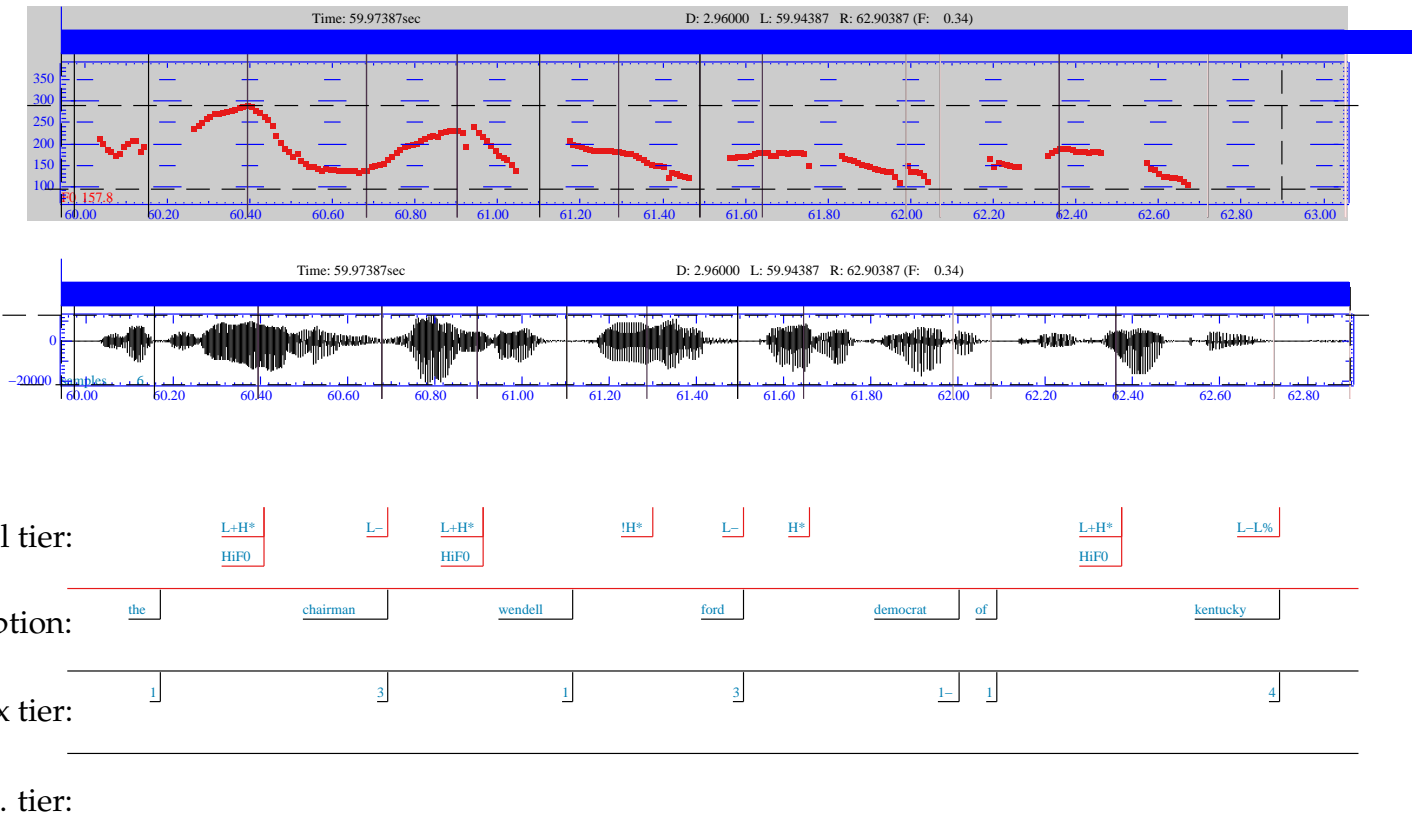 Time: 59.97387sec D: 2.96000 L: 59.94387 R: 62.90387 (F: 0.34)
350
300
250
200
150
100
F0 157.8
60.00 60.20 60.40 60.60 60.80 61.00 61.20 61.40 61.60 61.80 62.00 62.20 62.40 62.60 62.80 63.00
Time: 59.97387sec D: 2.96000 L: 59.94387 R: 62.90387 (F: 0.34)
0
−20000 samples 6
60.00 60.20 60.40 60.60 60.80 61.00 61.20 61.40 61.60 61.80 62.00 62.20 62.40 62.60 62.80
l tier: L+H* L− L+H* !H* L− H* L+H* L−L%
HiF0 HiF0 HiF0
the chairman wendell ford democrat of kentucky
otion:
1 3 1 3 1− 1 4
x tier:
. tier: